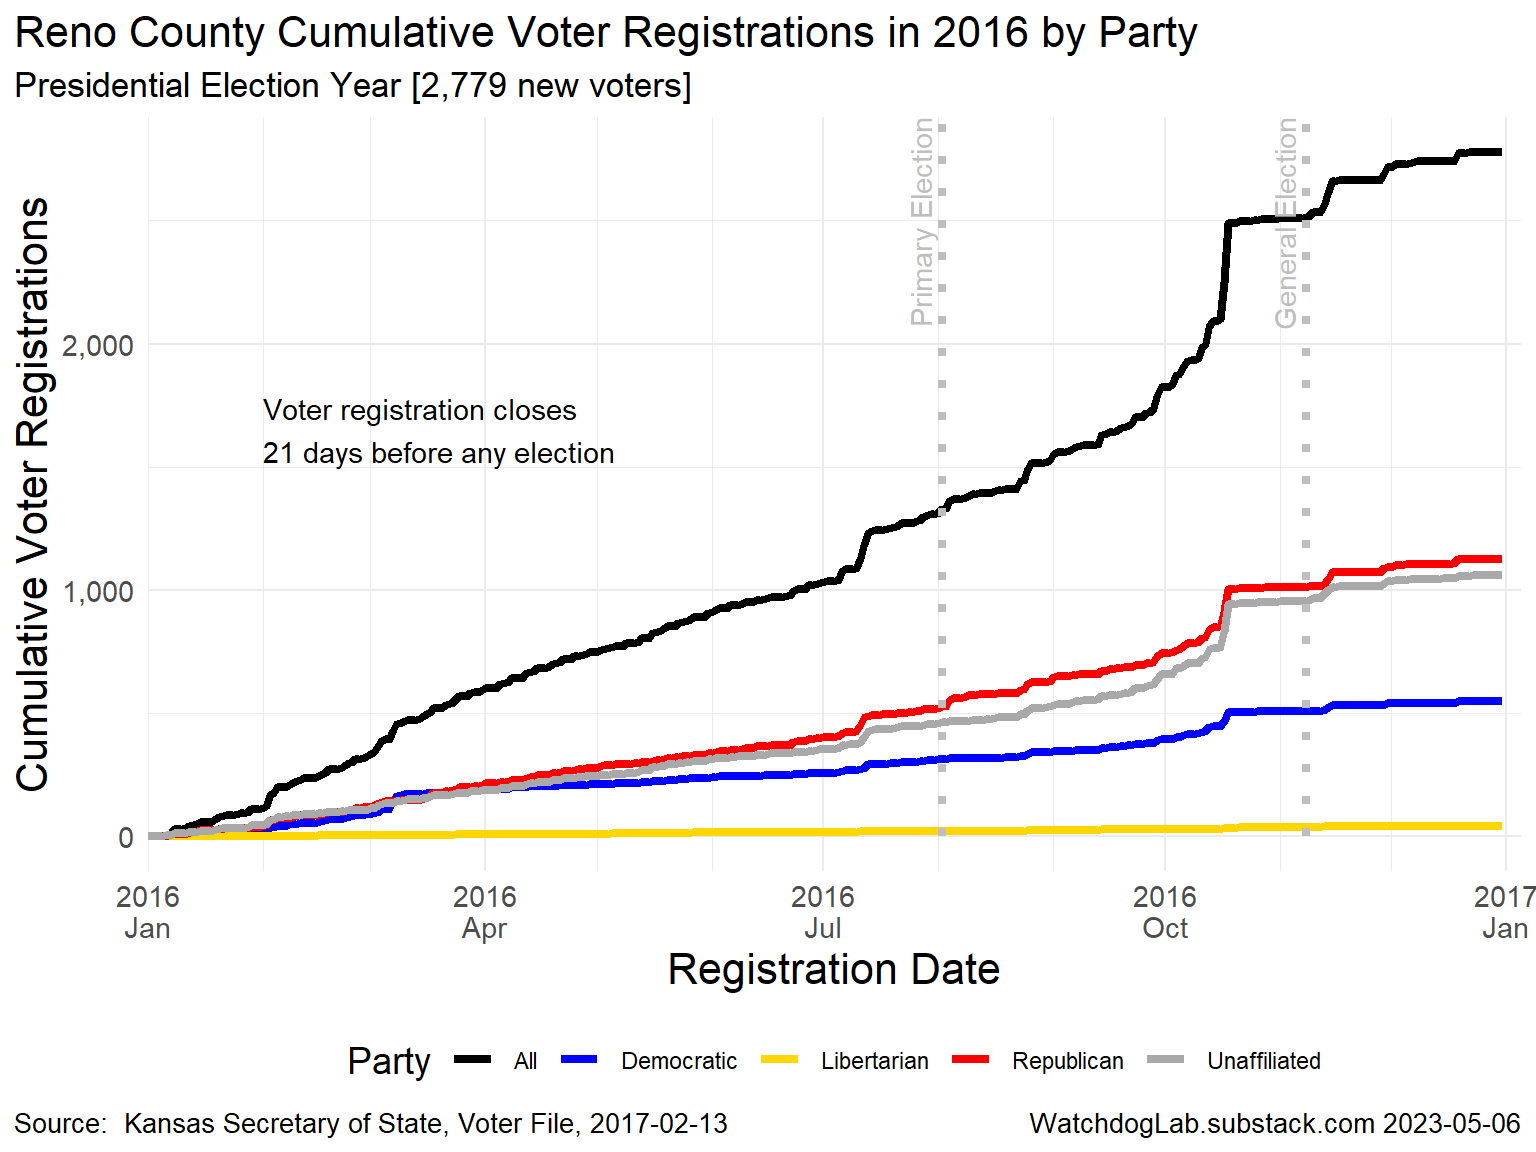 Reno County Cumulative Voter Registrations in 2016 by Party
Presidential Election Year [2,779 new voters]
Cumulative Voter Registrations
2,000
1,000
0
Primary Election
General Election
Voter registration closes
21 days before any election
2016
Jan
2016
Apr
2016
Jul
2016
Oct
2017
Jan
Registration Date
Party
All
Democratic
Libertarian
Republican
Unaffiliated
Source:  Kansas Secretary of State, Voter File, 2017-02-13
WatchdogLab.substack.com 2023-05-06